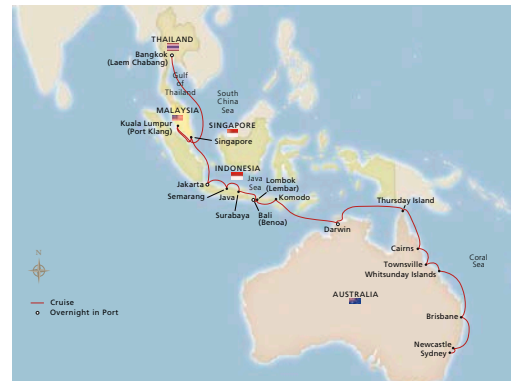 THAILAND
Bangkok
(Laem Chabang)
Gulf
of
Thailand
South
China
Sea
MALAYSIA
Kuala Lumpur
(Port Klang)
SINGAPORE
Singapore
INDONESIA
Java
Sea
Lombok
(Lembar)
Jakarta
Semarang
Java
Komodo
Surabaya
Bali
(Benoa)
Thursday Island
Darwin
Cairns
Townsville
Whitsunday Islands
Coral
Sea
N
AUSTRALIA
Cruise
Overnight in Port
Brisbane
Newcastle
Sydney